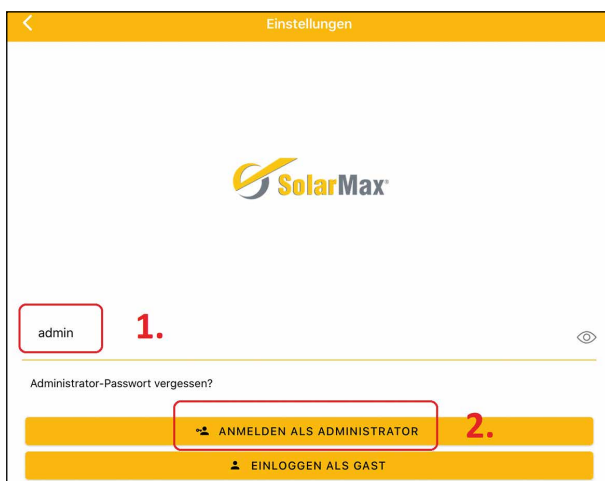 Einstellungen
SolarMax®
admin
1.
Administrator-Passwort vergessen?
ANMELDEN ALS ADMINISTRATOR
2.
EINLOGGEN ALS GAST